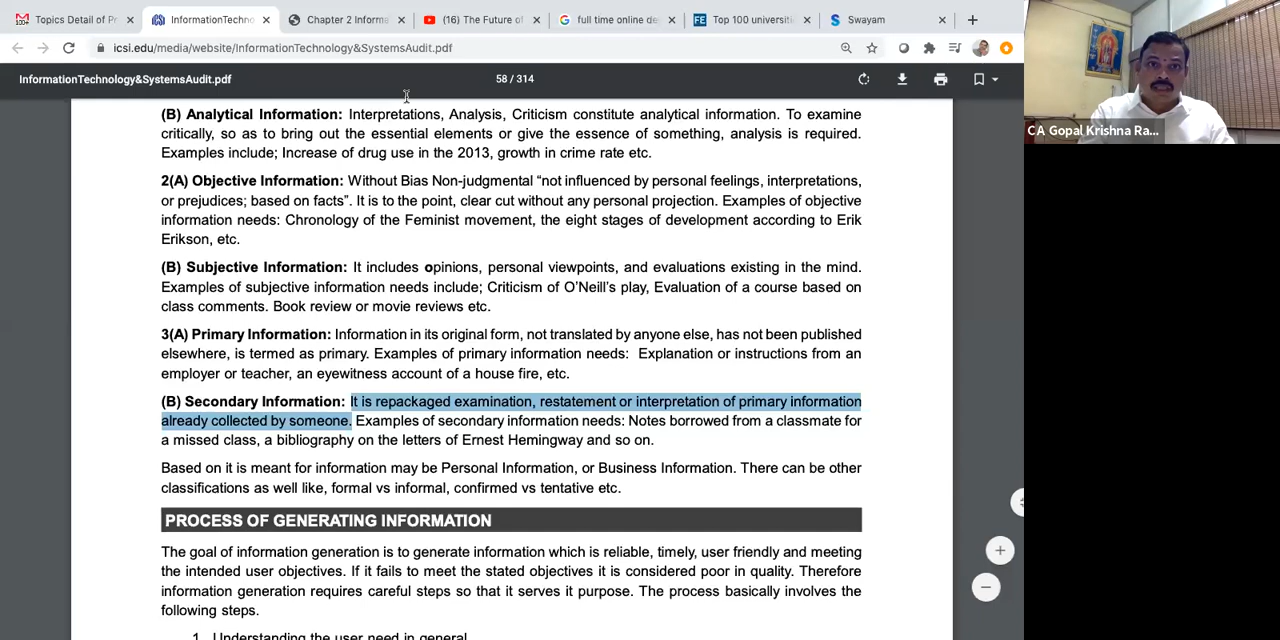 Topics Detail of P
InformationTechno
Chapter 2 Informa
(16) The Future of
full time online de
Top 100 universiti
Swayam
icsi.edu/media/website/InformationTechnology&SystemsAudit.pdf
InformationTechnology&SystemsAudit.pdf
58 / 314
C A Gopal Krishna Ra...
(B) Analytical Information: Interpretations, Analysis, Criticism constitute analytical information. To examine
critically, so as to bring out the essential elements or give the essence of something, analysis is required.
Examples include; Increase of drug use in the 2013, growth in crime rate etc.
2(A) Objective Information: Without Bias Non-judgmental “not influenced by personal feelings, interpretations,
or prejudices; based on facts”. It is to the point, clear cut without any personal projection. Examples of objective
information needs: Chronology of the Feminist movement, the eight stages of development according to Erik
Erikson, etc.
(B) Subjective Information: It includes opinions, personal viewpoints, and evaluations existing in the mind.
Examples of subjective information needs include; Criticism of O’Neill’s play, Evaluation of a course based on
class comments. Book review or movie reviews etc.
3(A) Primary Information: Information in its original form, not translated by anyone else, has not been published
elsewhere, is termed as primary. Examples of primary information needs: Explanation or instructions from an
employer or teacher, an eyewitness account of a house fire, etc.
(B) Secondary Information: It is repackaged examination, restatement or interpretation of primary information
already collected by someone. Examples of secondary information needs: Notes borrowed from a classmate for
a missed class, a bibliography on the letters of Ernest Hemingway and so on.
Based on it is meant for information may be Personal Information, or Business Information. There can be other
classifications as well like, formal vs informal, confirmed vs tentative etc.
PROCESS OF GENERATING INFORMATION
The goal of information generation is to generate information which is reliable, timely, user friendly and meeting
the intended user objectives. If it fails to meet the stated objectives it is considered poor in quality. Therefore
information generation requires careful steps so that it serves it purpose. The process basically involves the
following steps.
1. Understanding the user need in general